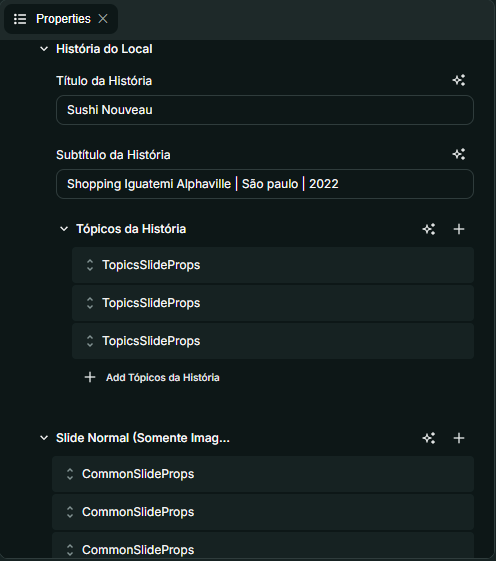 Properties
História do Local
Título da História
Sushi Nouveau
Subtítulo da História
Shopping Iguatemi Alphaville | São paulo | 2022
Tópicos da História
TopicsSlideProps
TopicsSlideProps
TopicsSlideProps
Add Tópicos da História
Slide Normal (Somente Imag...
CommonSlideProps
CommonSlideProps
CommonSlideProps